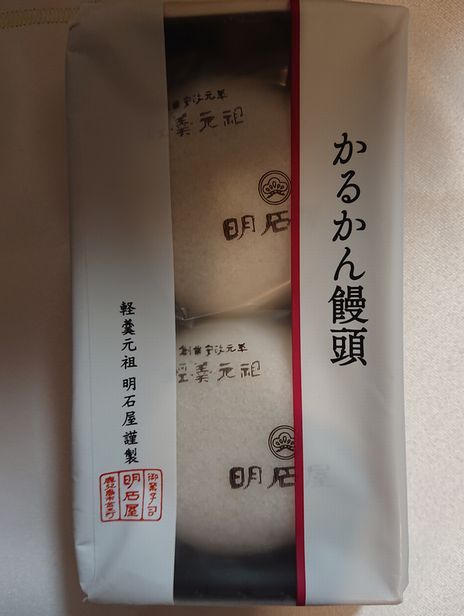 かるかん饅頭
創業安政元年
軽羹元祖
明石屋
創業安政元年
軽羹元祖
明石屋
軽羹元祖 明石屋謹製
御菓子司
明石屋